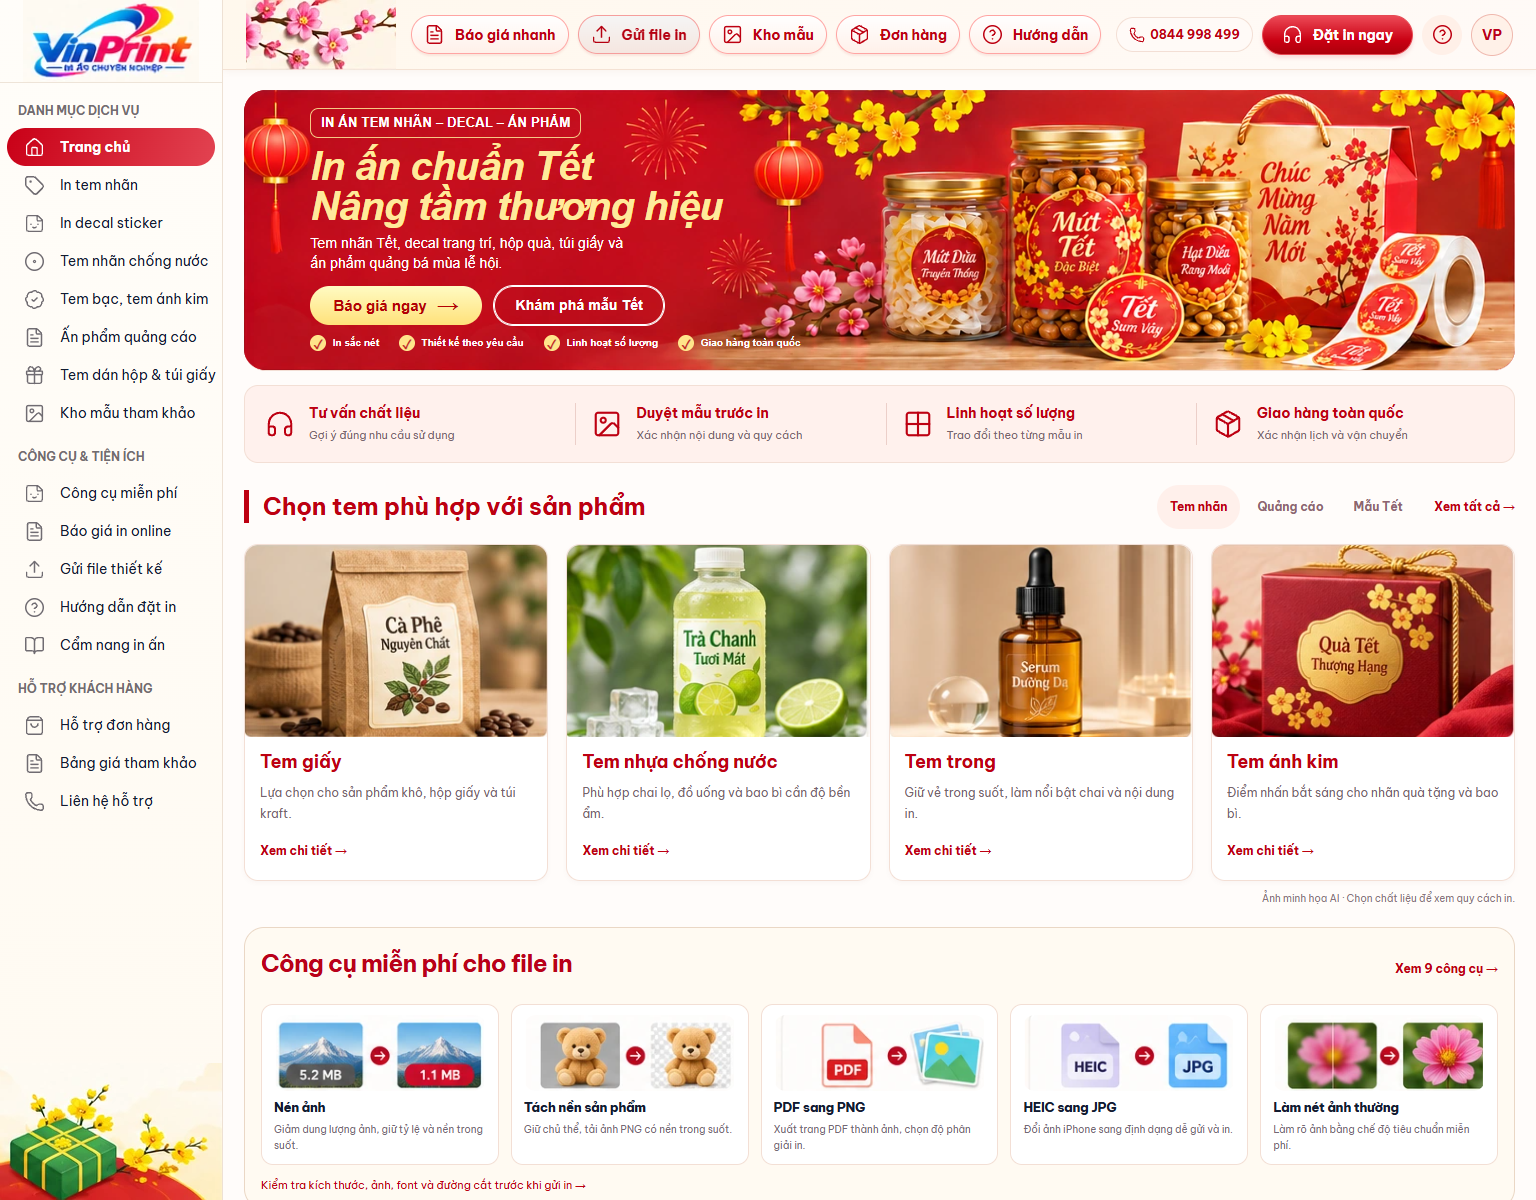 VinPrint
IN ẤN CHUYÊN NGHIỆP
Báo giá nhanh
Gửi file in
Kho mẫu
Đơn hàng
Hướng dẫn
0844 998 499
Đặt in ngay
VP
DANH MỤC DỊCH VỤ
Trang chủ
In tem nhãn
In decal sticker
Tem nhãn chống nước
Tem bạc, tem ánh kim
Ấn phẩm quảng cáo
Tem dán hộp & túi giấy
Kho mẫu tham khảo
CÔNG CỤ & TIỆN ÍCH
Công cụ miễn phí
Báo giá in online
Gửi file thiết kế
Hướng dẫn đặt in
Cẩm nang in ấn
HỖ TRỢ KHÁCH HÀNG
Hỗ trợ đơn hàng
Bảng giá tham khảo
Liên hệ hỗ trợ
IN ẤN TEM NHÃN – DECAL – ẤN PHẨM
In ấn chuẩn Tết
Nâng tầm thương hiệu
Tem nhãn Tết, decal trang trí, hộp quà, túi giấy và
ấn phẩm quảng bá mùa lễ hội.
Báo giá ngay →
Khám phá mẫu Tết
In sắc nét
Thiết kế theo yêu cầu
Linh hoạt số lượng
Giao hàng toàn quốc
Mứt Dừa
Truyền Thống
Mứt
Tết
Đặc Biệt
Hạt Diều
Rang Muối
Tết
Sum Vầy
Chúc
Mừng
Năm
Mới
Tết
Sum Vầy
Tết
Sum Vầy
Tết
Sum Vầy
Tư vấn chất liệu
Gợi ý đúng nhu cầu sử dụng
Duyệt mẫu trước in
Xác nhận nội dung và quy cách
Linh hoạt số lượng
Trao đổi theo từng mẫu in
Giao hàng toàn quốc
Xác nhận lịch và vận chuyển
Chọn tem phù hợp với sản phẩm
Tem nhãn
Quảng cáo
Mẫu Tết
Xem tất cả →
Cà Phê
Nguyên Chất
Trà Chanh
Tươi Mát
Serum
Dưỡng Da
Quà Tết
Thượng Hạng
Tem giấy
Lựa chọn cho sản phẩm khô, hộp giấy và túi
kraft.
Xem chi tiết →
Tem nhựa chống nước
Phù hợp chai lọ, đồ uống và bao bì cần độ bền
ẩm.
Xem chi tiết →
Tem trong
Giữ vẻ trong suốt, làm nổi bật chai và nội dung
in.
Xem chi tiết →
Tem ánh kim
Điểm nhấn bắt sáng cho nhãn quà tặng và bao
bì.
Xem chi tiết →
Ảnh minh họa AI · Chọn chất liệu để xem quy cách in.
Công cụ miễn phí cho file in
Xem 9 công cụ →
5.2 MB
1.1 MB
PDF
HEIC
JPG
Nén ảnh
Giảm dung lượng ảnh, giữ tỷ lệ và nền trong
suốt.
Tách nền sản phẩm
Giữ chủ thể, tải ảnh PNG có nền trong suốt.
PDF sang PNG
Xuất trang PDF thành ảnh, chọn độ phân
giải in.
HEIC sang JPG
Đổi ảnh iPhone sang định dạng dễ gửi và in.
Làm nét ảnh thường
Làm rõ ảnh bằng chế độ tiêu chuẩn miễn
phí.
Kiểm tra kích thước, ảnh, font và đường cắt trước khi gửi in →